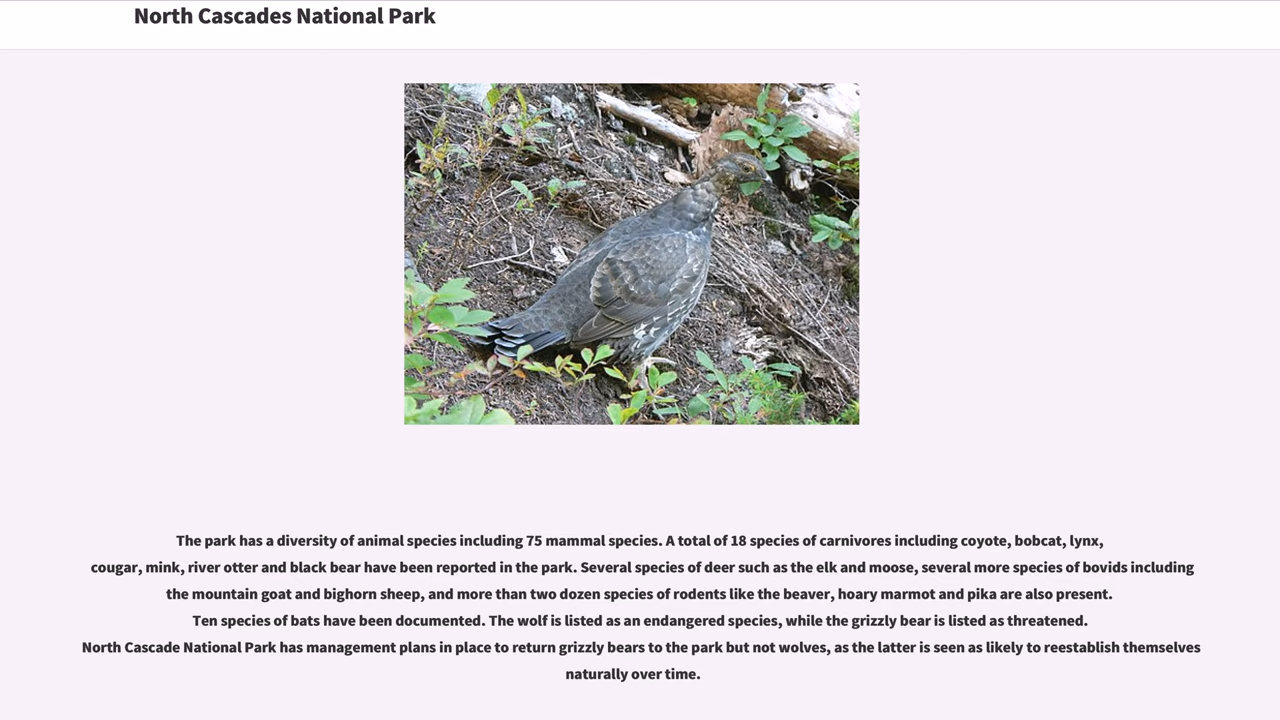 North Cascades National Park
The park has a diversity of animal species including 75 mammal species. A total of 18 species of carnivores including coyote, bobcat, lynx,
cougar, mink, river otter and black bear have been reported in the park. Several species of deer such as the elk and moose, several more species of bovids including
the mountain goat and bighorn sheep, and more than two dozen species of rodents like the beaver, hoary marmot and pika are also present.
Ten species of bats have been documented. The wolf is listed as an endangered species, while the grizzly bear is listed as threatened.
North Cascade National Park has management plans in place to return grizzly bears to the park but not wolves, as the latter is seen as likely to reestablish themselves
naturally over time.